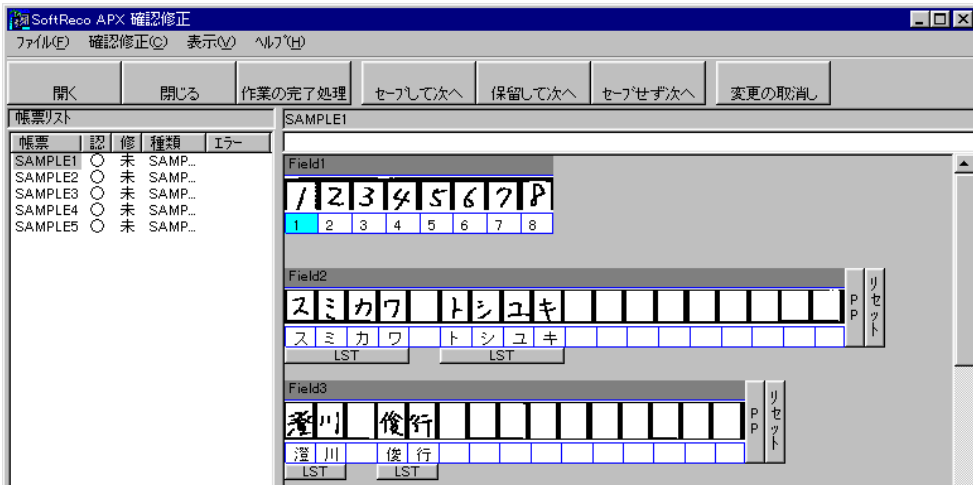 SoftReco APX 確認修正
ファイル(F) 確認修正(C) 表示(V) ヘルプ(H)
開く 閉じる 作業の完了処理 セーブして次へ 保留して次へ セーブせず次へ 変更の取消し
帳票リスト
帳票 認 修 種類 エラー
SAMPLE1 ○ 未 SAMP...
SAMPLE2 ○ 未 SAMP...
SAMPLE3 ○ 未 SAMP...
SAMPLE4 ○ 未 SAMP...
SAMPLE5 ○ 未 SAMP...
SAMPLE1
Field1
1 2 3 4 5 6 7 8
1 2 3 4 5 6 7 8
Field2
スミカワ トシユキ
スミカワ トシユキ
LST LST
PP リセット
Field3
澄川 俊行
澄川 俊行
LST LST
PP リセット